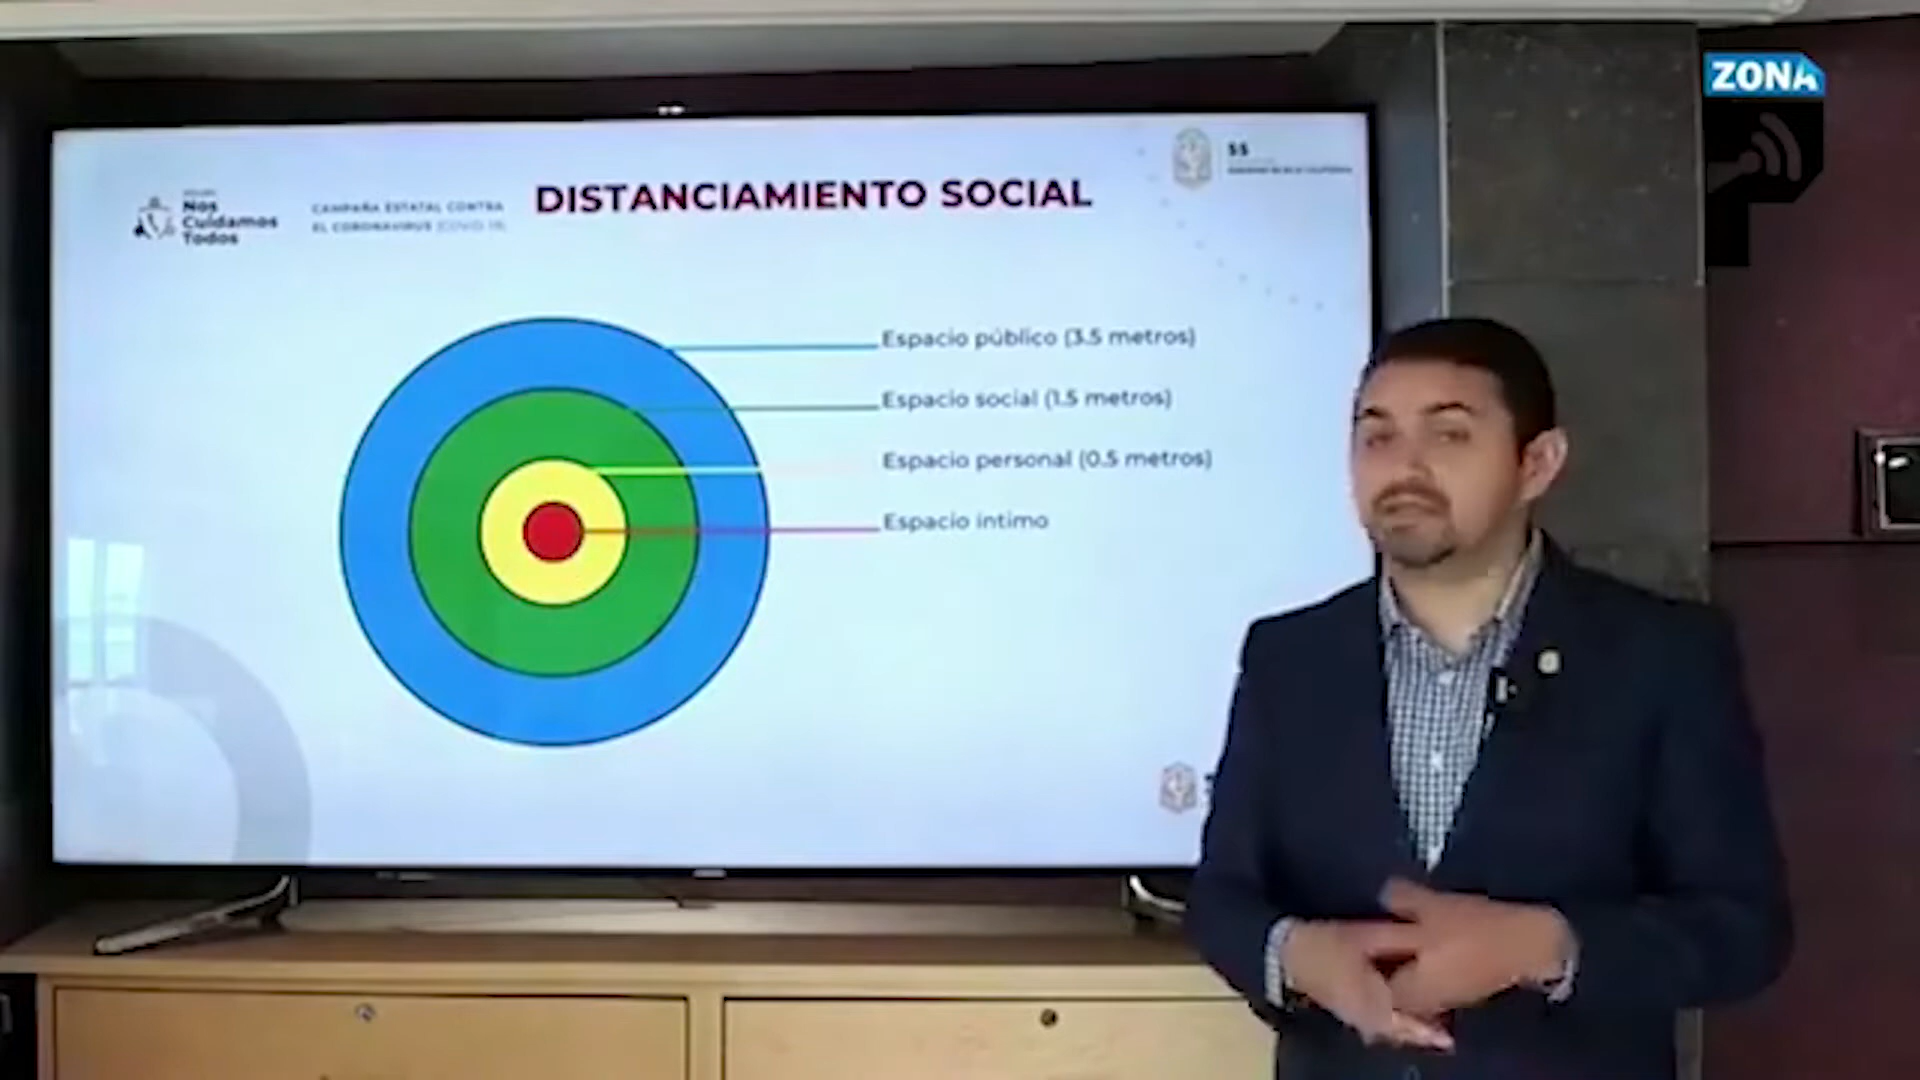 ZONA
SS
DISTANCIAMIENTO SOCIAL
Nos
Cuidamos
Todos
CAMPAÑA ESTATAL CONTRA
EL CORONAVIRUS (COVID-19)
Espacio público (3.5 metros)
Espacio social (1.5 metros)
Espacio personal (0.5 metros)
Espacio íntimo